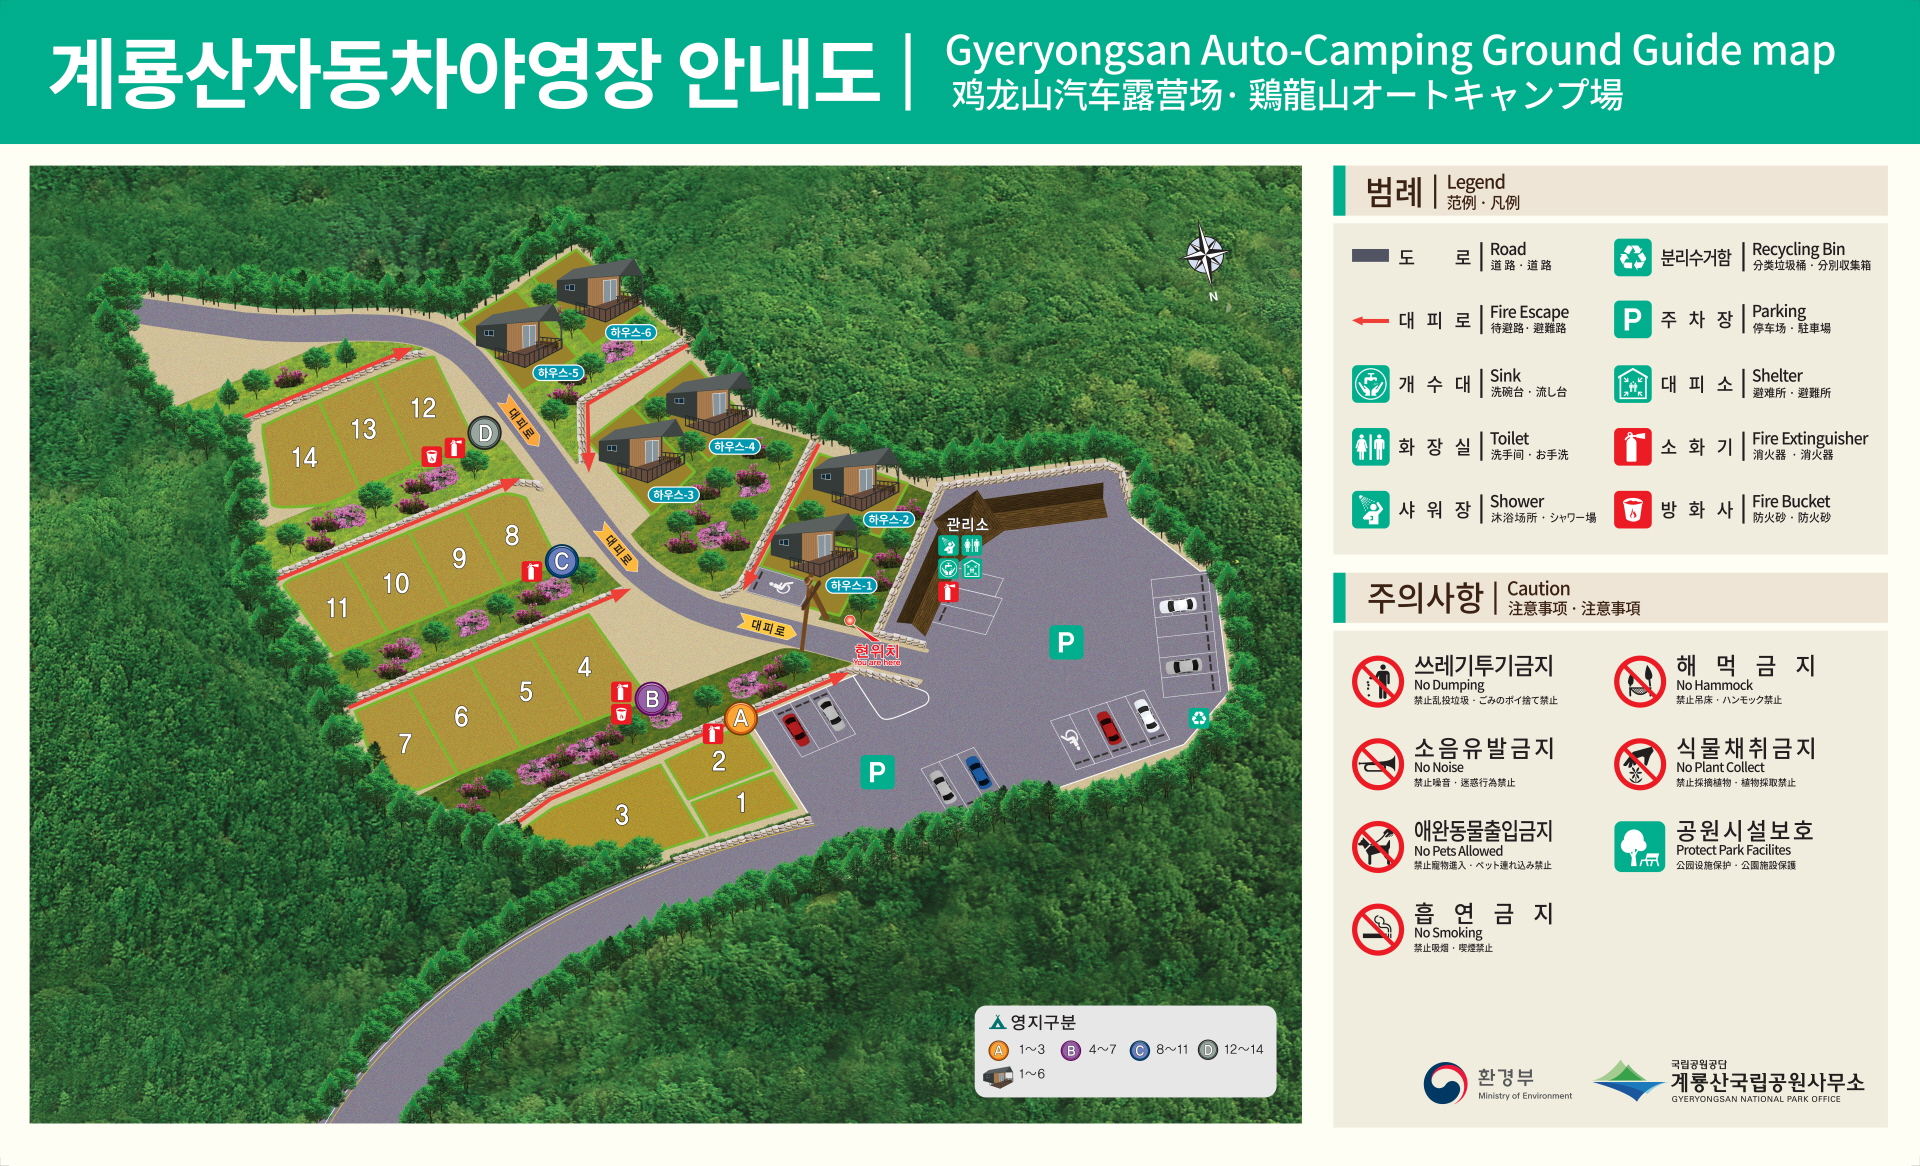 계룡산자동차야영장 안내도
Gyeryongsan Auto-Camping Ground Guide map
鸡龙山汽车露营场· 鶏龍山オートキャンプ場
N
하우스-6
하우스-5
하우스-4
하우스-3
하우스-2
하우스-1
대피로
대피로
대피로
12
13
14
D
8
9
10
11
C
4
5
6
7
B
A
2
1
3
관리소
현위치
You are here
P
P
영지구분
A 1~3 B 4~7 C 8~11 D 12~14
1~6
범례
Legend
范例 · 凡例
도 로
Road
道 路 · 道 路
대 피 로
Fire Escape
待避路 · 避難路
개 수 대
Sink
洗碗台 · 流し台
화 장 실
Toilet
洗手间 · お手洗
샤 워 장
Shower
沐浴场所 · シャワー場
분리수거함
Recycling Bin
分类垃圾桶 · 分別収集箱
P
주 차 장
Parking
停车场 · 駐車場
대 피 소
Shelter
避难所 · 避難所
소 화 기
Fire Extinguisher
消火器 · 消火器
방 화 사
Fire Bucket
防火砂 · 防火砂
주의사항
Caution
注意事项 · 注意事項
쓰레기투기금지
No Dumping
禁止乱投垃圾 · ごみのポイ捨て禁止
소음유발금지
No Noise
禁止噪音 · 迷惑行為禁止
애완동물출입금지
No Pets Allowed
禁止寵物進入 · ペット連れ込み禁止
흡 연 금 지
No Smoking
禁止吸烟 · 喫煙禁止
해 먹 금 지
No Hammock
禁止吊床 · ハンモック禁止
식물채취금지
No Plant Collect
禁止採摘植物 · 植物採取禁止
공원시설보호
Protect Park Facilites
公园设施保护 · 公園施設保護
환경부
Ministry of Environment
국립공원공단
계룡산국립공원사무소
GYERYONGSAN NATIONAL PARK OFFICE